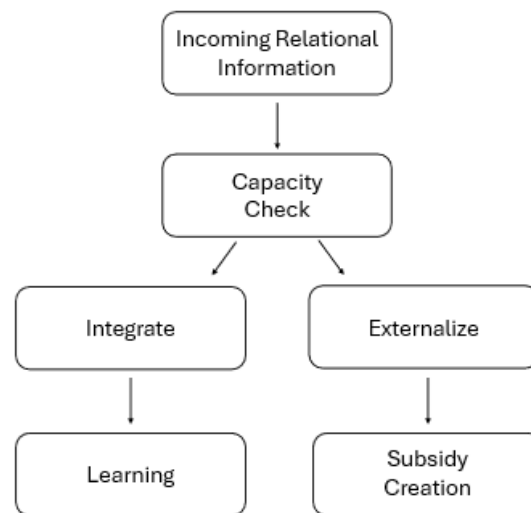 Incoming Relational
Information
Capacity
Check
Integrate
Externalize
Learning
Subsidy
Creation